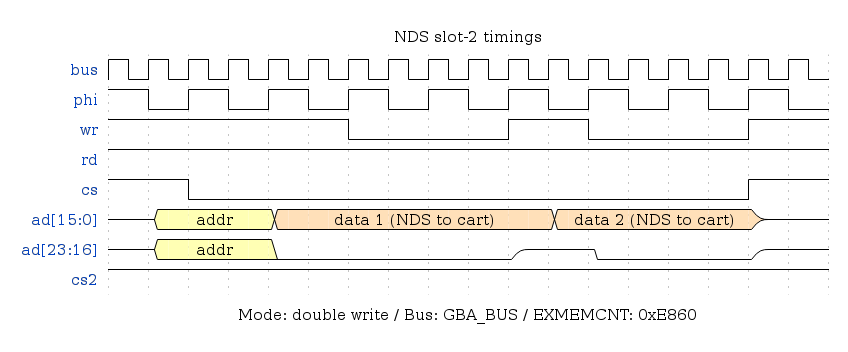 NDS slot-2 timings
bus
phi
wr
rd
cs
ad[15:0] addr data 1 (NDS to cart) data 2 (NDS to cart)
ad[23:16] addr
cs2
Mode: double write / Bus: GBA_BUS / EXMEMCNT: 0xE860